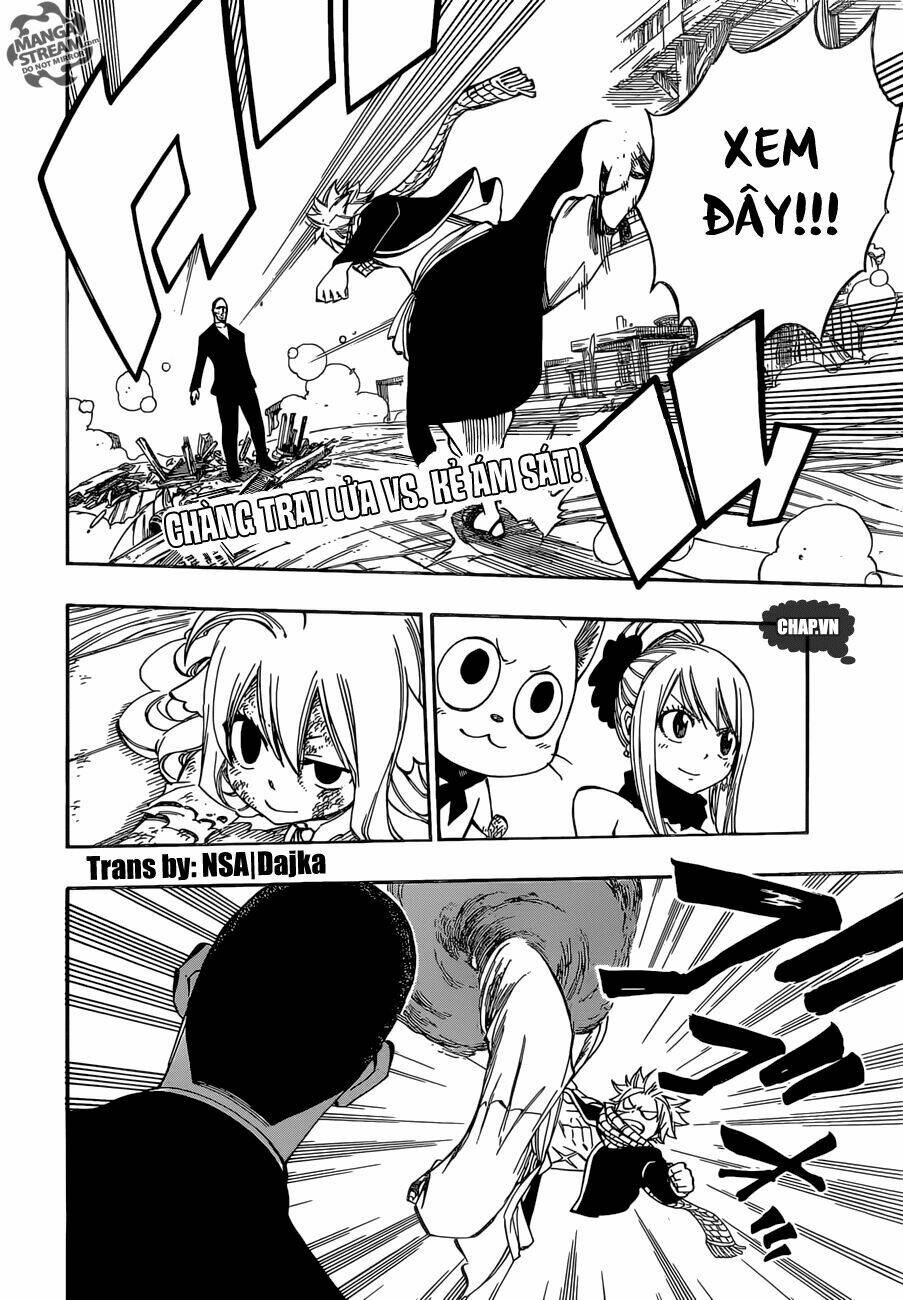 MANGA
STREAM.com
DO NOT MIRROR
XEM
ĐÂY!!!
CHÀNG TRAI LỬA VS. KẺ ÁM SÁT!
CHAP.VN
Trans by: NSA|Dajka